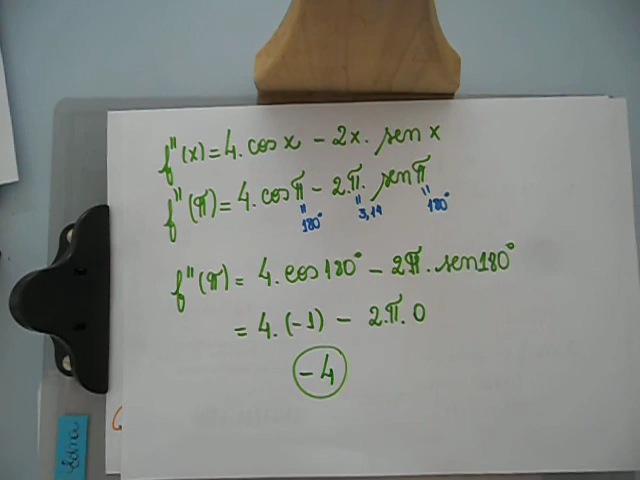 f''(x) = 4. cos x - 2x. sen x
f''(π) = 4. cos π - 2.π. sen π
" " "
180° 3,14 180°
f''(π) = 4. cos 180° - 2π. sen 180°
= 4. (-1) - 2.π. 0
-4